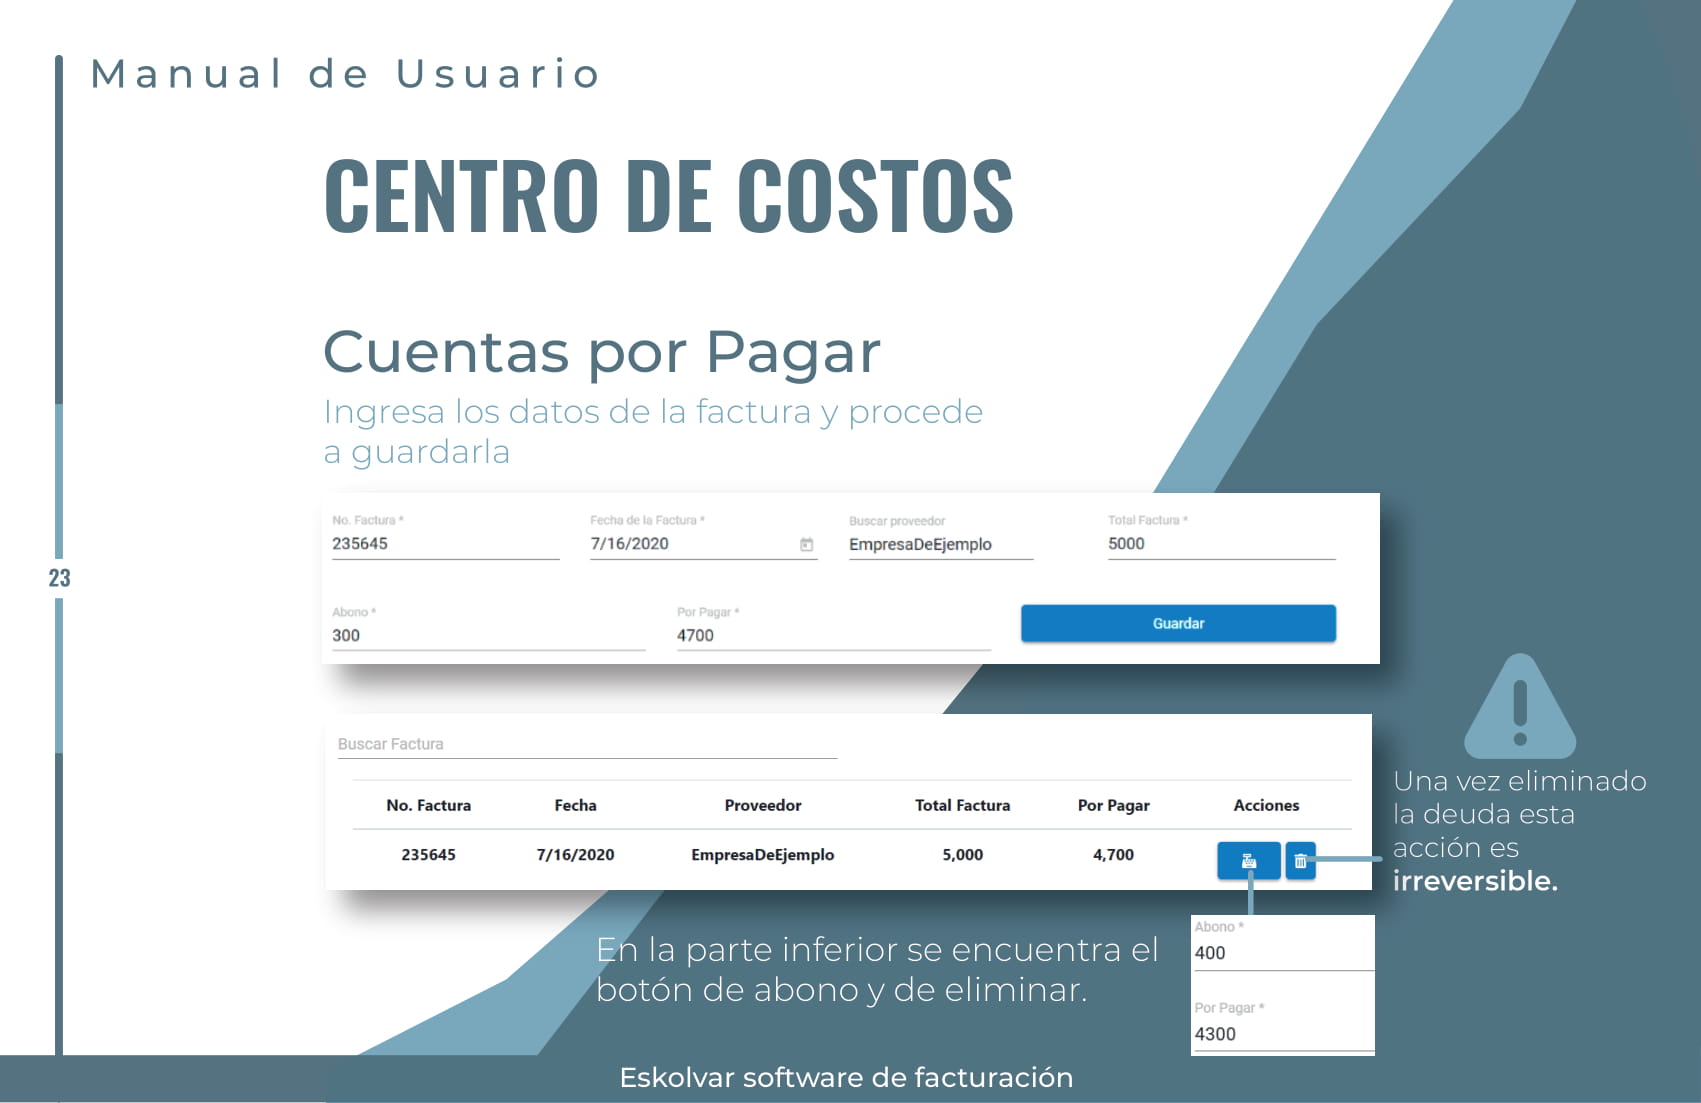 Manual de Usuario
CENTRO DE COSTOS
Cuentas por Pagar
Ingresa los datos de la factura y procede
a guardarla
No. Factura *
235645
Fecha de la Factura *
7/16/2020
Buscar proveedor
EmpresaDeEjemplo
Total Factura *
5000
23
Abono *
300
Por Pagar *
4700
Guardar
Buscar Factura
No. Factura Fecha Proveedor Total Factura Por Pagar Acciones
235645 7/16/2020 EmpresaDeEjemplo 5,000 4,700
Una vez eliminado
la deuda esta
acción es
irreversible.
En la parte inferior se encuentra el
botón de abono y de eliminar.
Abono *
400
Por Pagar *
4300
Eskolvar software de facturación